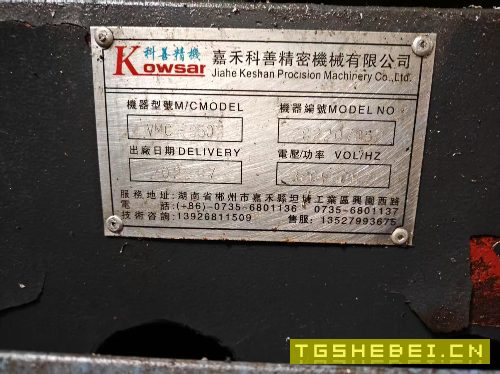 科善精機
Kowsar
嘉禾科善精密機械有限公司
Jiahe Keshan Procision Machinery Co.,Ltd.
機器型號M/CMODEL
機器編號MODEL NO
VMC
出廠日期DELIVERY
電壓/功率 VOL/HZ
服務地址:湖南省郴州市嘉禾縣坦塘工業區興園西路
電話:(+86)-0735-6801136 0735-6801137
技術咨詢:13926811509 售服:13527993675
TGSHEBEI.CN